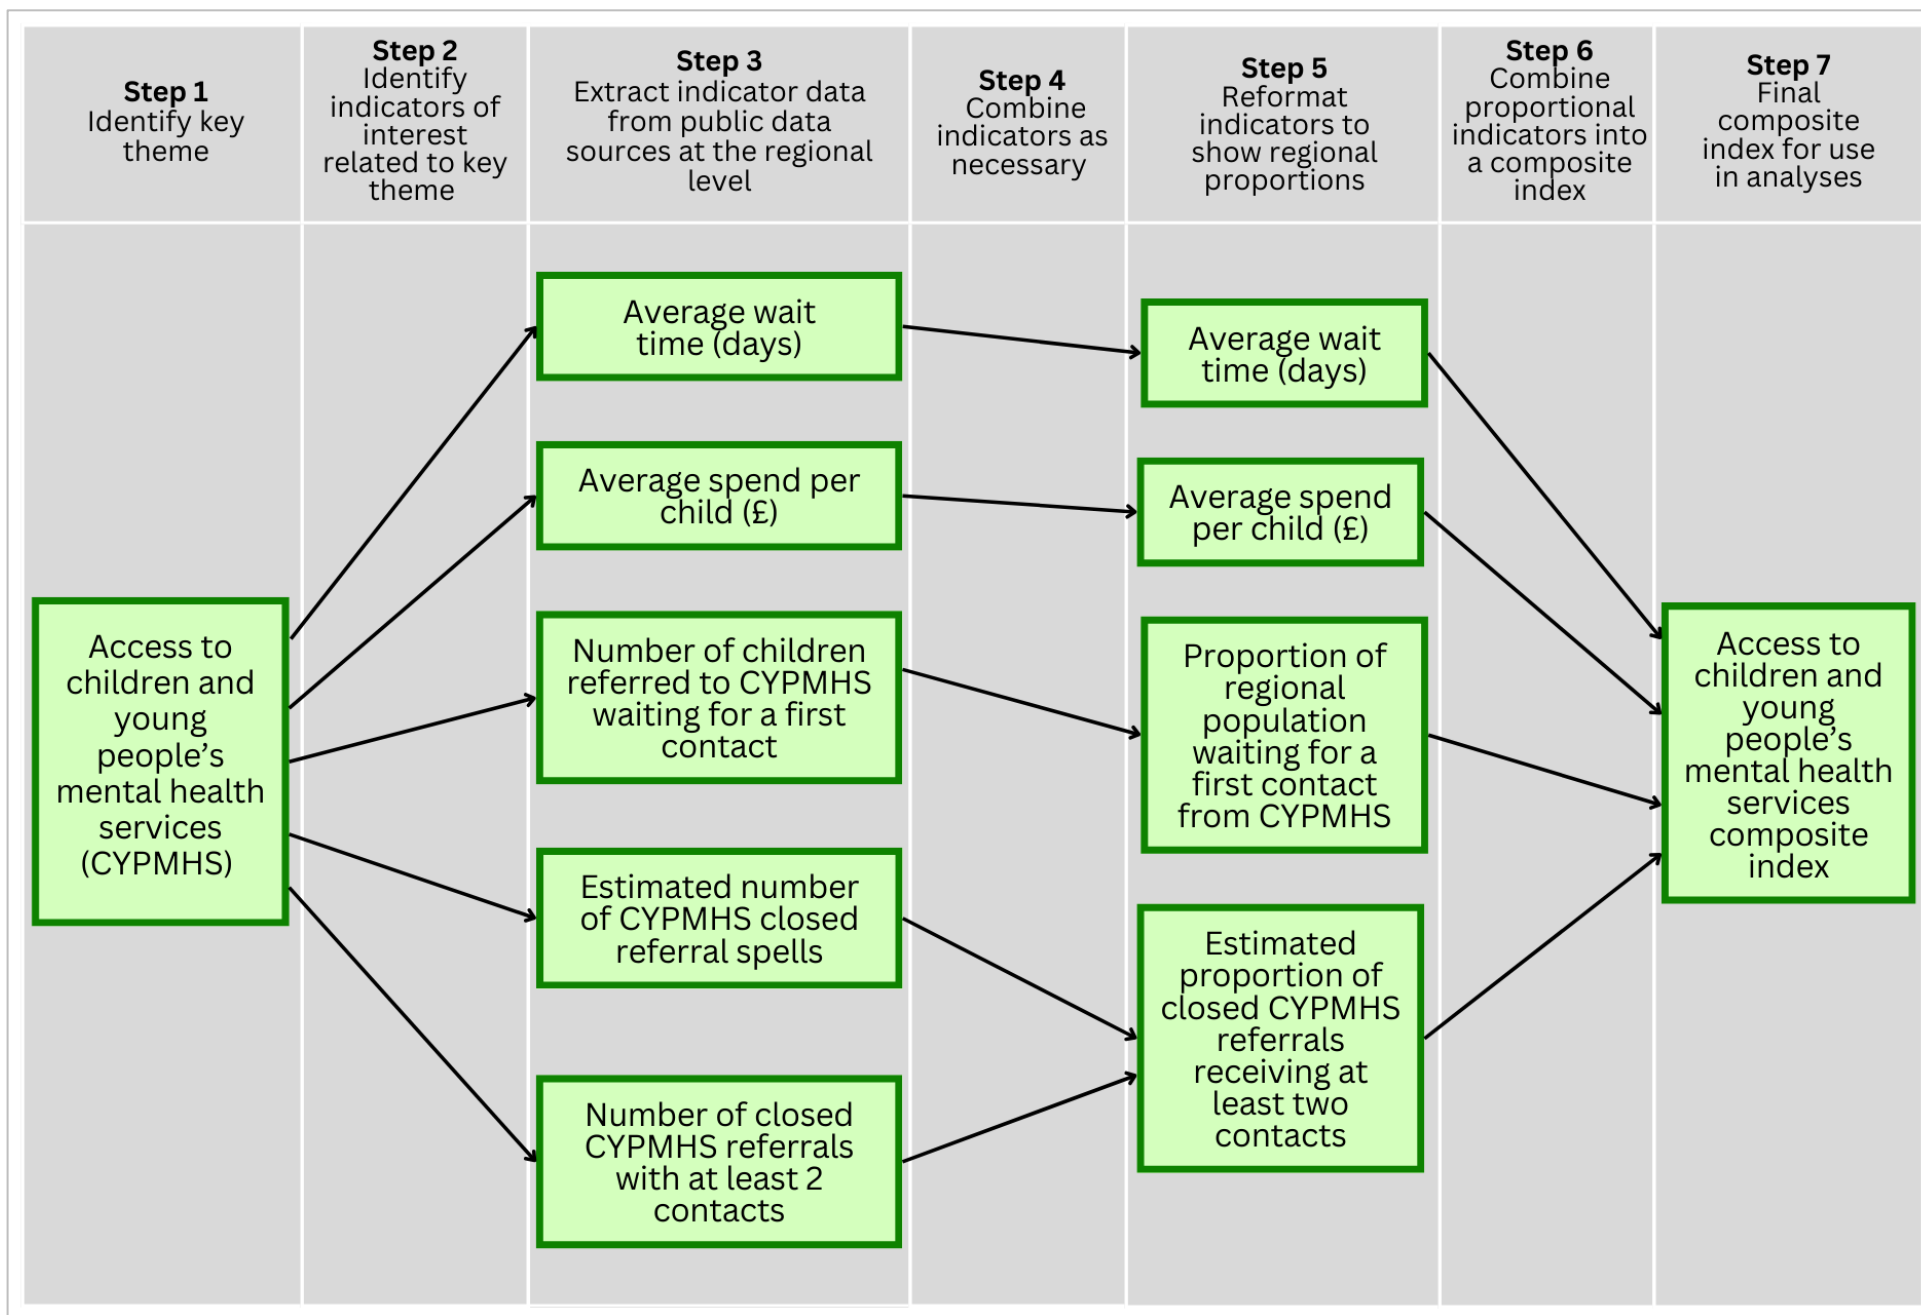 Step 1
Identify key
theme
Step 2
Identify
indicators of
interest
related to key
theme
Step 3
Extract indicator data
from public data
sources at the regional
level
Step 4
Combine
indicators as
necessary
Step 5
Reformat
indicators to
show regional
proportions
Step 6
Combine
proportional
indicators into
a composite
index
Step 7
Final
composite
index for use
in analyses
Access to
children and
young
people’s
mental health
services
(CYPMHS)
Average wait
time (days)
Average spend per
child (£)
Number of children
referred to CYPMHS
waiting for a first
contact
Estimated number
of CYPMHS closed
referral spells
Number of closed
CYPMHS referrals
with at least 2
contacts
Average wait
time (days)
Average spend
per child (£)
Proportion of
regional
population
waiting for a
first contact
from CYPMHS
Estimated
proportion of
closed CYPMHS
referrals
receiving at
least two
contacts
Access to
children and
young
people’s
mental health
services
composite
index